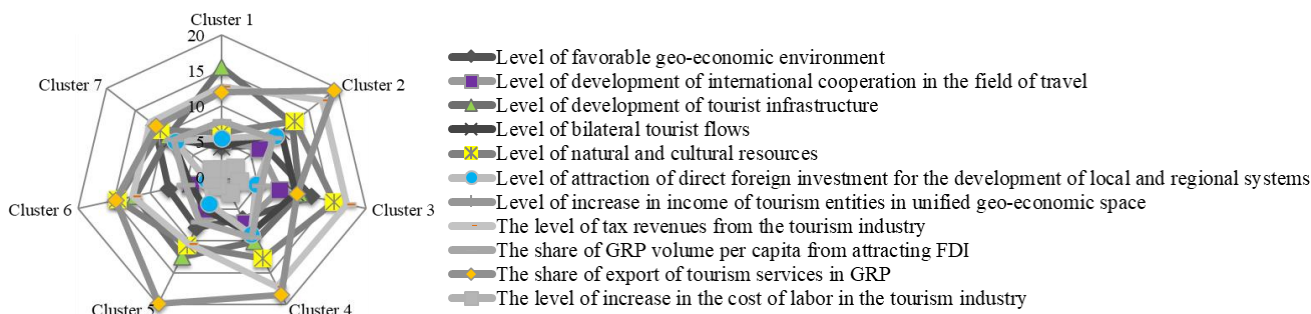 Cluster 1
20
15
10
5
0
Cluster 2
Cluster 3
Cluster 4
Cluster 5
Cluster 6
Cluster 7
Level of favorable geo-economic environment
Level of development of international cooperation in the field of travel
Level of development of tourist infrastructure
Level of bilateral tourist flows
Level of natural and cultural resources
Level of attraction of direct foreign investment for the development of local and regional systems
Level of increase in income of tourism entities in unified geo-economic space
The level of tax revenues from the tourism industry
The share of GRP volume per capita from attracting FDI
The share of export of tourism services in GRP
The level of increase in the cost of labor in the tourism industry